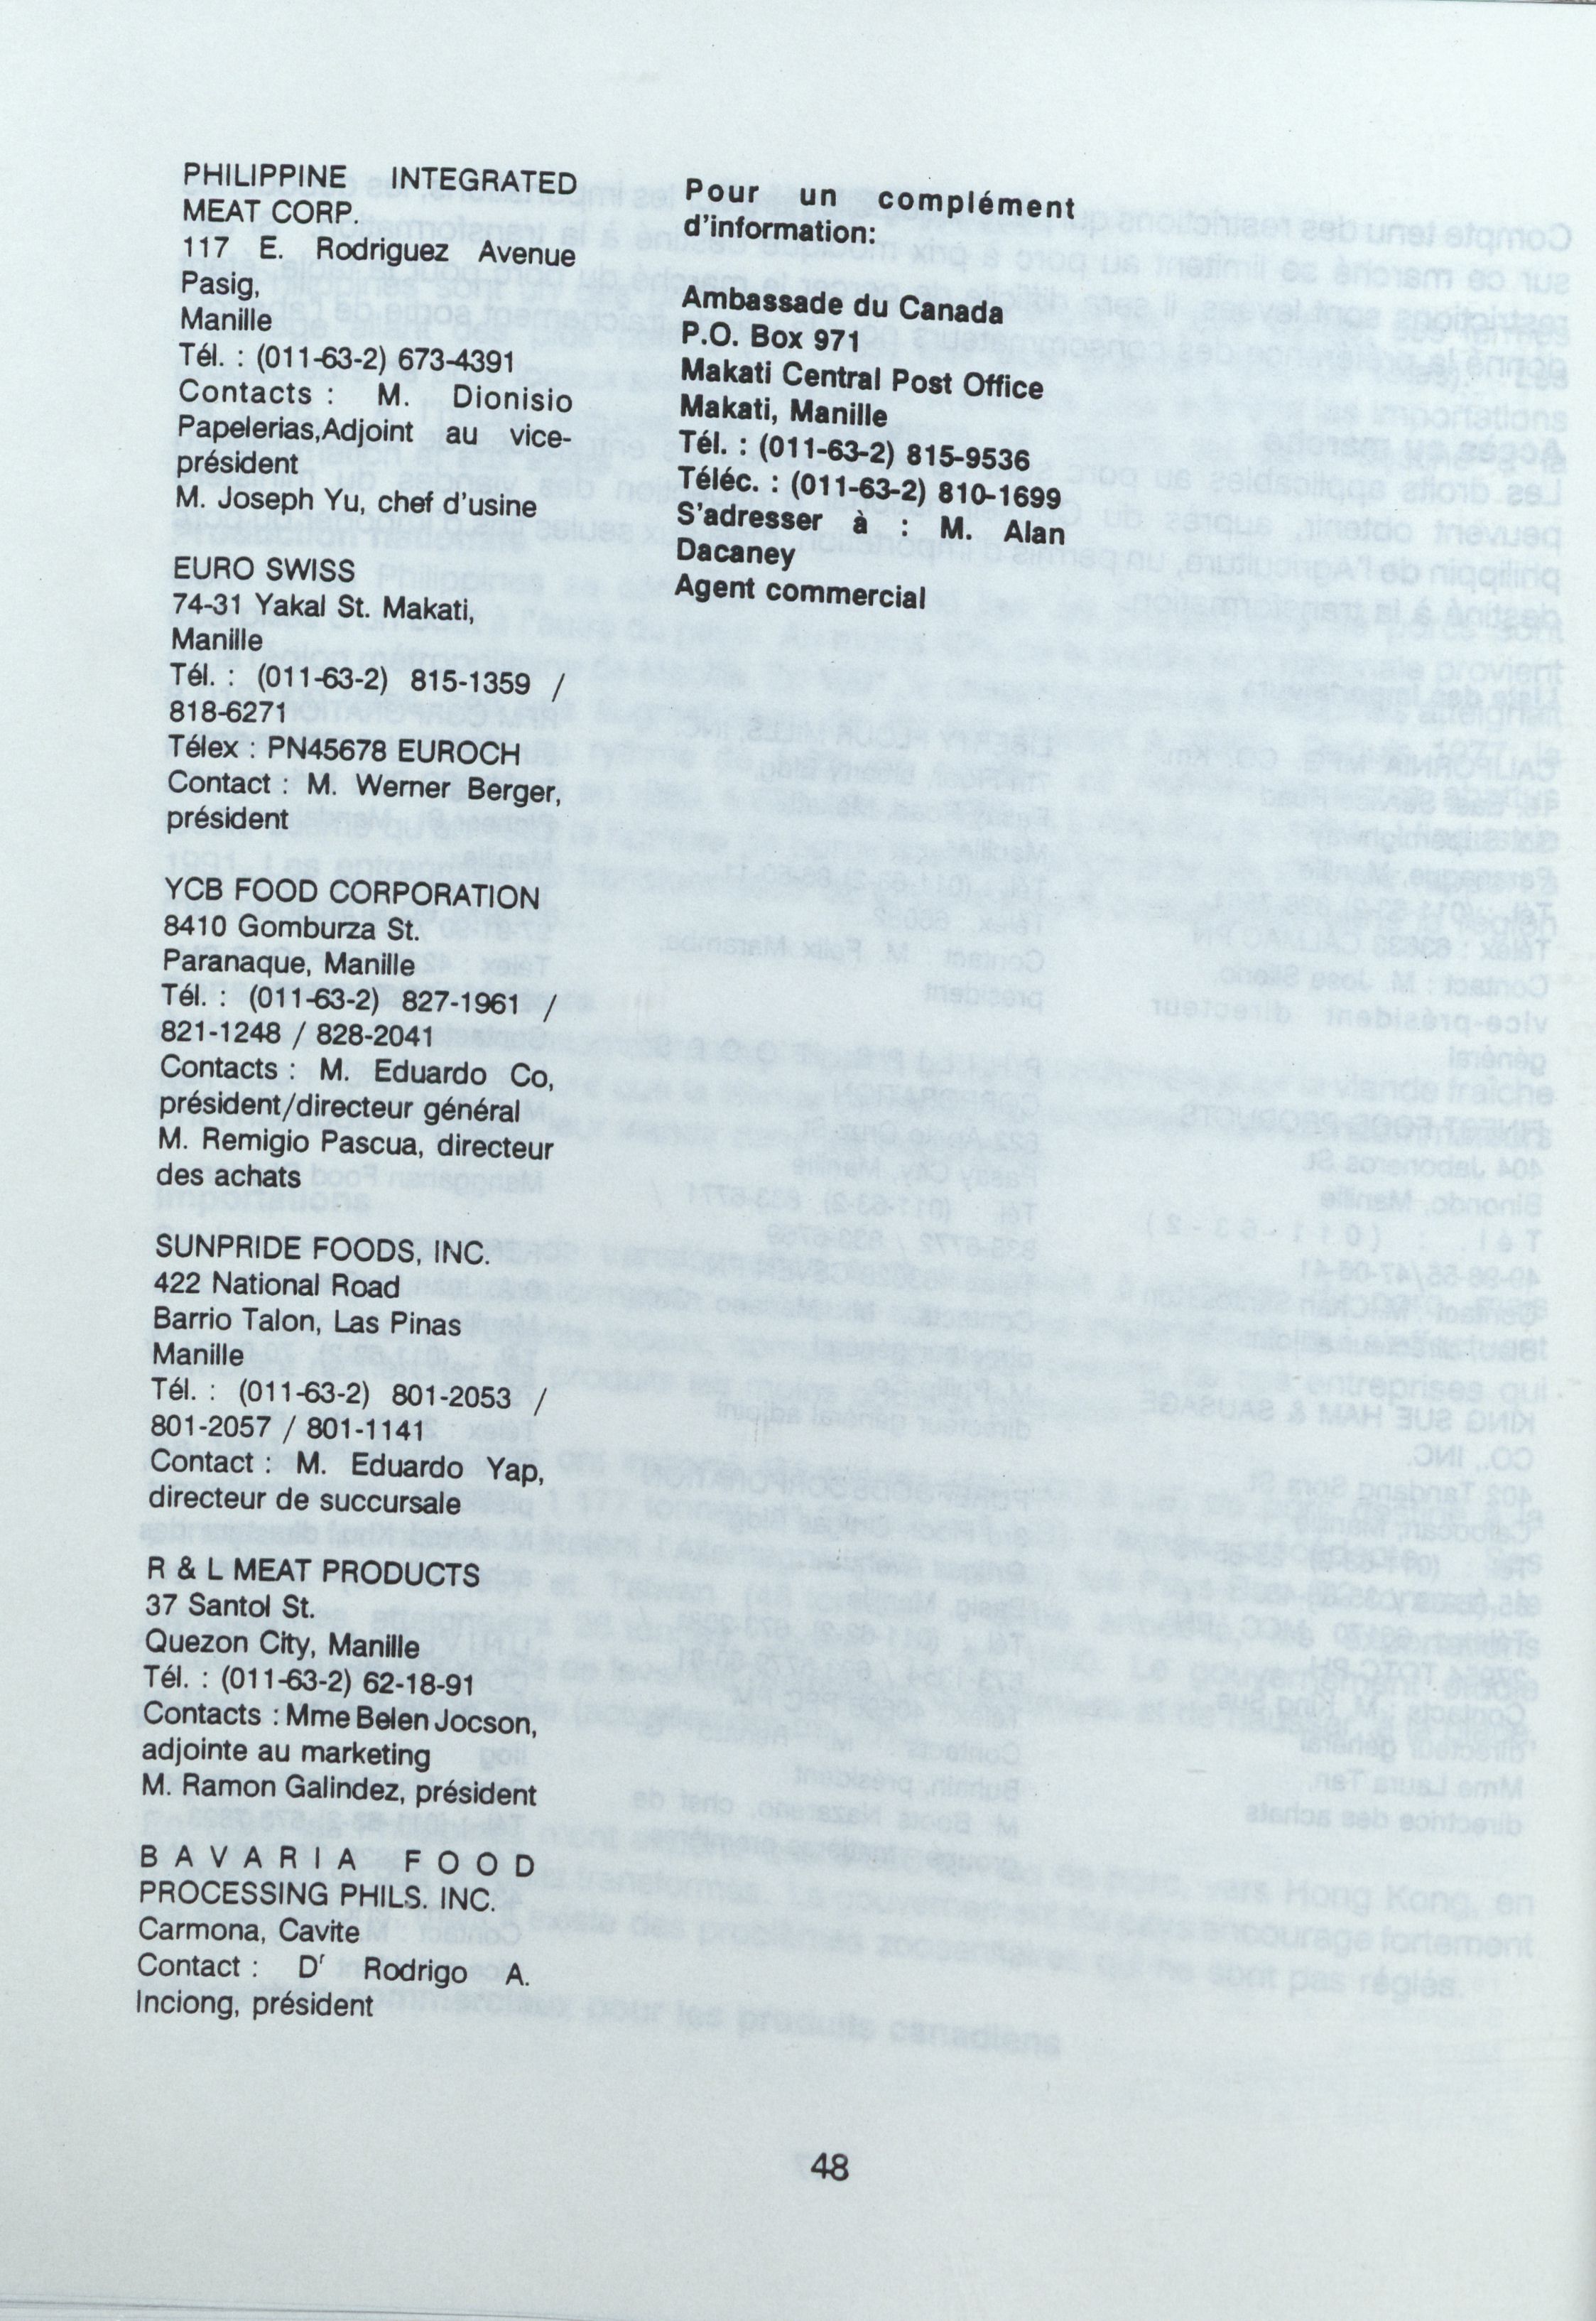 PHILIPPINE INTEGRATED
MEAT CORP.
117 E. Rodriguez Avenue
Pasig,
Manille
Tél. : (011-63-2) 673-4391
Contacts : M. Dionisio
Papelerias,Adjoint au vice-
président
M. Joseph Yu, chef d'usine
EURO SWISS
74-31 Yakal St. Makati,
Manille
Tél. : (011-63-2) 815-1359 /
818-6271
Télex : PN45678 EUROCH
Contact : M. Werner Berger,
président
YCB FOOD CORPORATION
8410 Gomburza St.
Paranaque, Manille
Tél. : (011-63-2) 827-1961 /
821-1248 / 828-2041
Contacts : M. Eduardo Co,
président/directeur général
M. Remigio Pascua, directeur
des achats
SUNPRIDE FOODS, INC.
422 National Road
Barrio Talon, Las Pinas
Manille
Tél. : (011-63-2) 801-2053 /
801-2057 / 801-1141
Contact : M. Eduardo Yap,
directeur de succursale
R & L MEAT PRODUCTS
37 Santol St.
Quezon City, Manille
Tél. : (011-63-2) 62-18-91
Contacts : Mme Belen Jocson,
adjointe au marketing
M. Ramon Galindez, président
BAVARIA FOOD
PROCESSING PHILS. INC.
Carmona, Cavite
Contact : Dr Rodrigo A.
Inciong, président
Pour un complément
d'information:
Ambassade du Canada
P.O. Box 971
Makati Central Post Office
Makati, Manille
Tél. : (011-63-2) 815-9536
Téléc. : (011-63-2) 810-1699
S'adresser à : M. Alan
Dacaney
Agent commercial
48